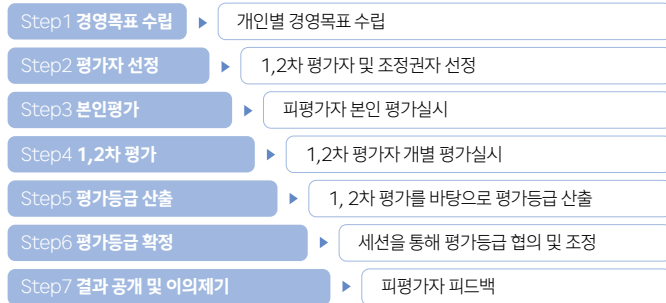 Step1 경영목표 수립 ▶ 개인별 경영목표 수립
Step2 평가자 선정 ▶ 1,2차 평가자 및 조정권자 선정
Step3 본인평가 ▶ 피평가자 본인 평가실시
Step4 1,2차 평가 ▶ 1,2차 평가자 개별 평가실시
Step5 평가등급 산출 ▶ 1, 2차 평가를 바탕으로 평가등급 산출
Step6 평가등급 확정 ▶ 세션을 통해 평가등급 협의 및 조정
Step7 결과 공개 및 이의제기 ▶ 피평가자 피드백